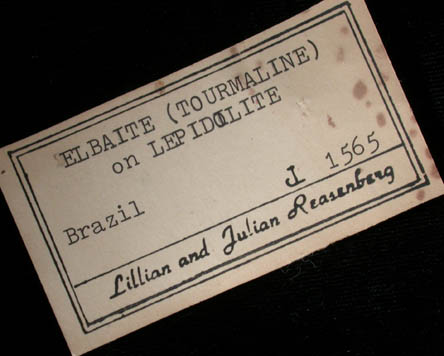 ELBAITE (TOURMALINE)
on LEPIDOLITE
Brazil
J 1565
Lillian and Julian Reasenberg